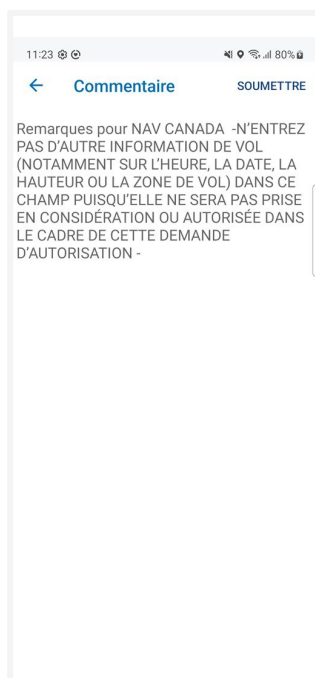 11:23 80%
Commentaire SOUMETTRE
Remarques pour NAV CANADA -N’ENTREZ
PAS D’AUTRE INFORMATION DE VOL
(NOTAMMENT SUR L’HEURE, LA DATE, LA
HAUTEUR OU LA ZONE DE VOL) DANS CE
CHAMP PUISQU’ELLE NE SERA PAS PRISE
EN CONSIDÉRATION OU AUTORISÉE DANS
LE CADRE DE CETTE DEMANDE
D’AUTORISATION -